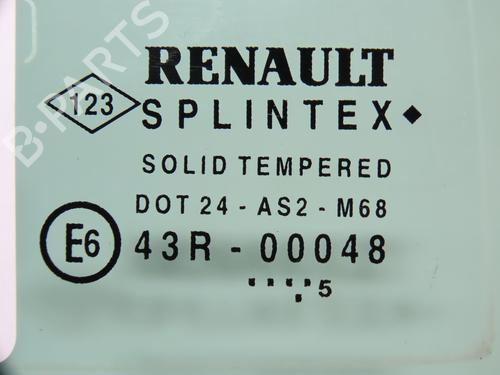 B-PARTS
RENAULT
123 SPLINTEX
SOLID TEMPERED
DOT 24 - AS2 - M68
E6 43R - 00048
.....5